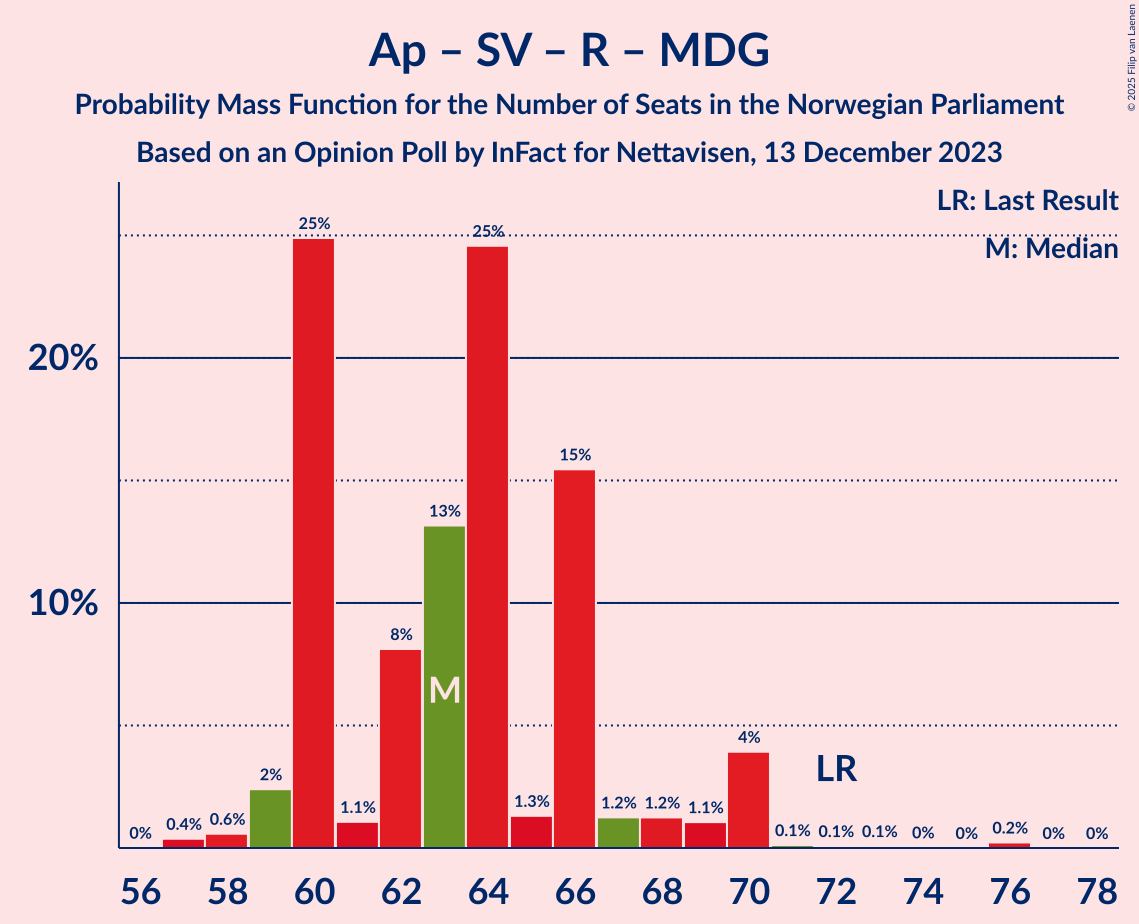 Ap – SV – R – MDG
Probability Mass Function for the Number of Seats in the Norwegian Parliament
Based on an Opinion Poll by InFact for Nettavisen, 13 December 2023
© 2025 Filip van Laenen
LR: Last Result
M: Median
20%
10%
0%
0.4%
0.6%
2%
25%
1.1%
8%
13%
25%
1.3%
15%
1.2%
1.2%
1.1%
4%
0.1%
0.1%
0.1%
0%
0%
0.2%
0%
0%
M
LR
56 58 60 62 64 66 68 70 72 74 76 78